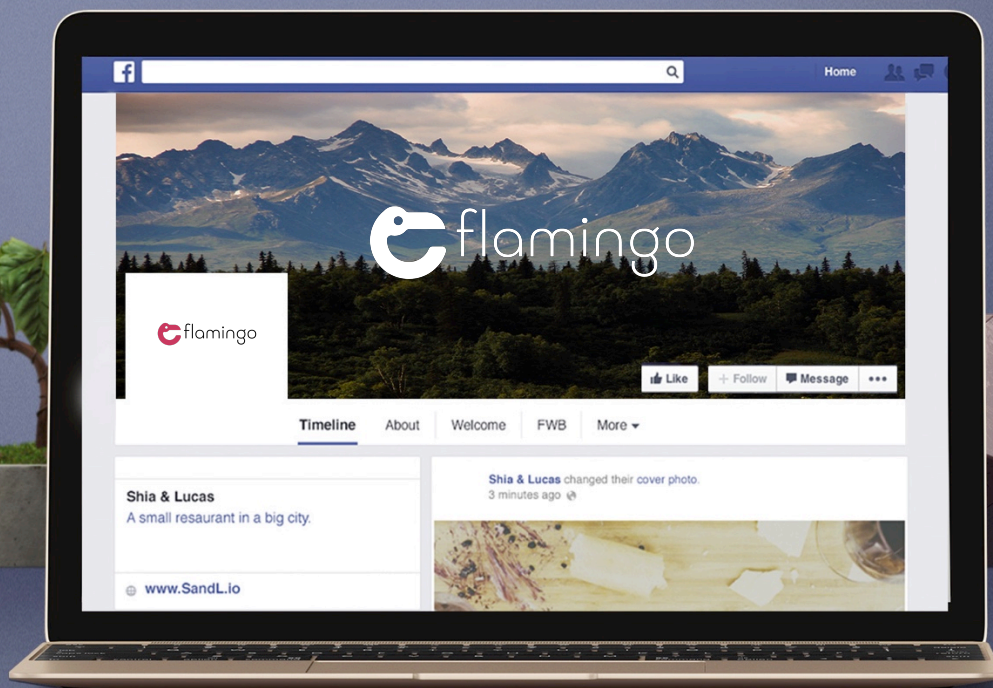 f
Home
flamingo
flamingo
Like
+ Follow
Message
•••
Timeline
About
Welcome
FWB
More
Shia & Lucas
A small resaurant in a big city.
www.SandL.io
Shia & Lucas changed their cover photo.
3 minutes ago